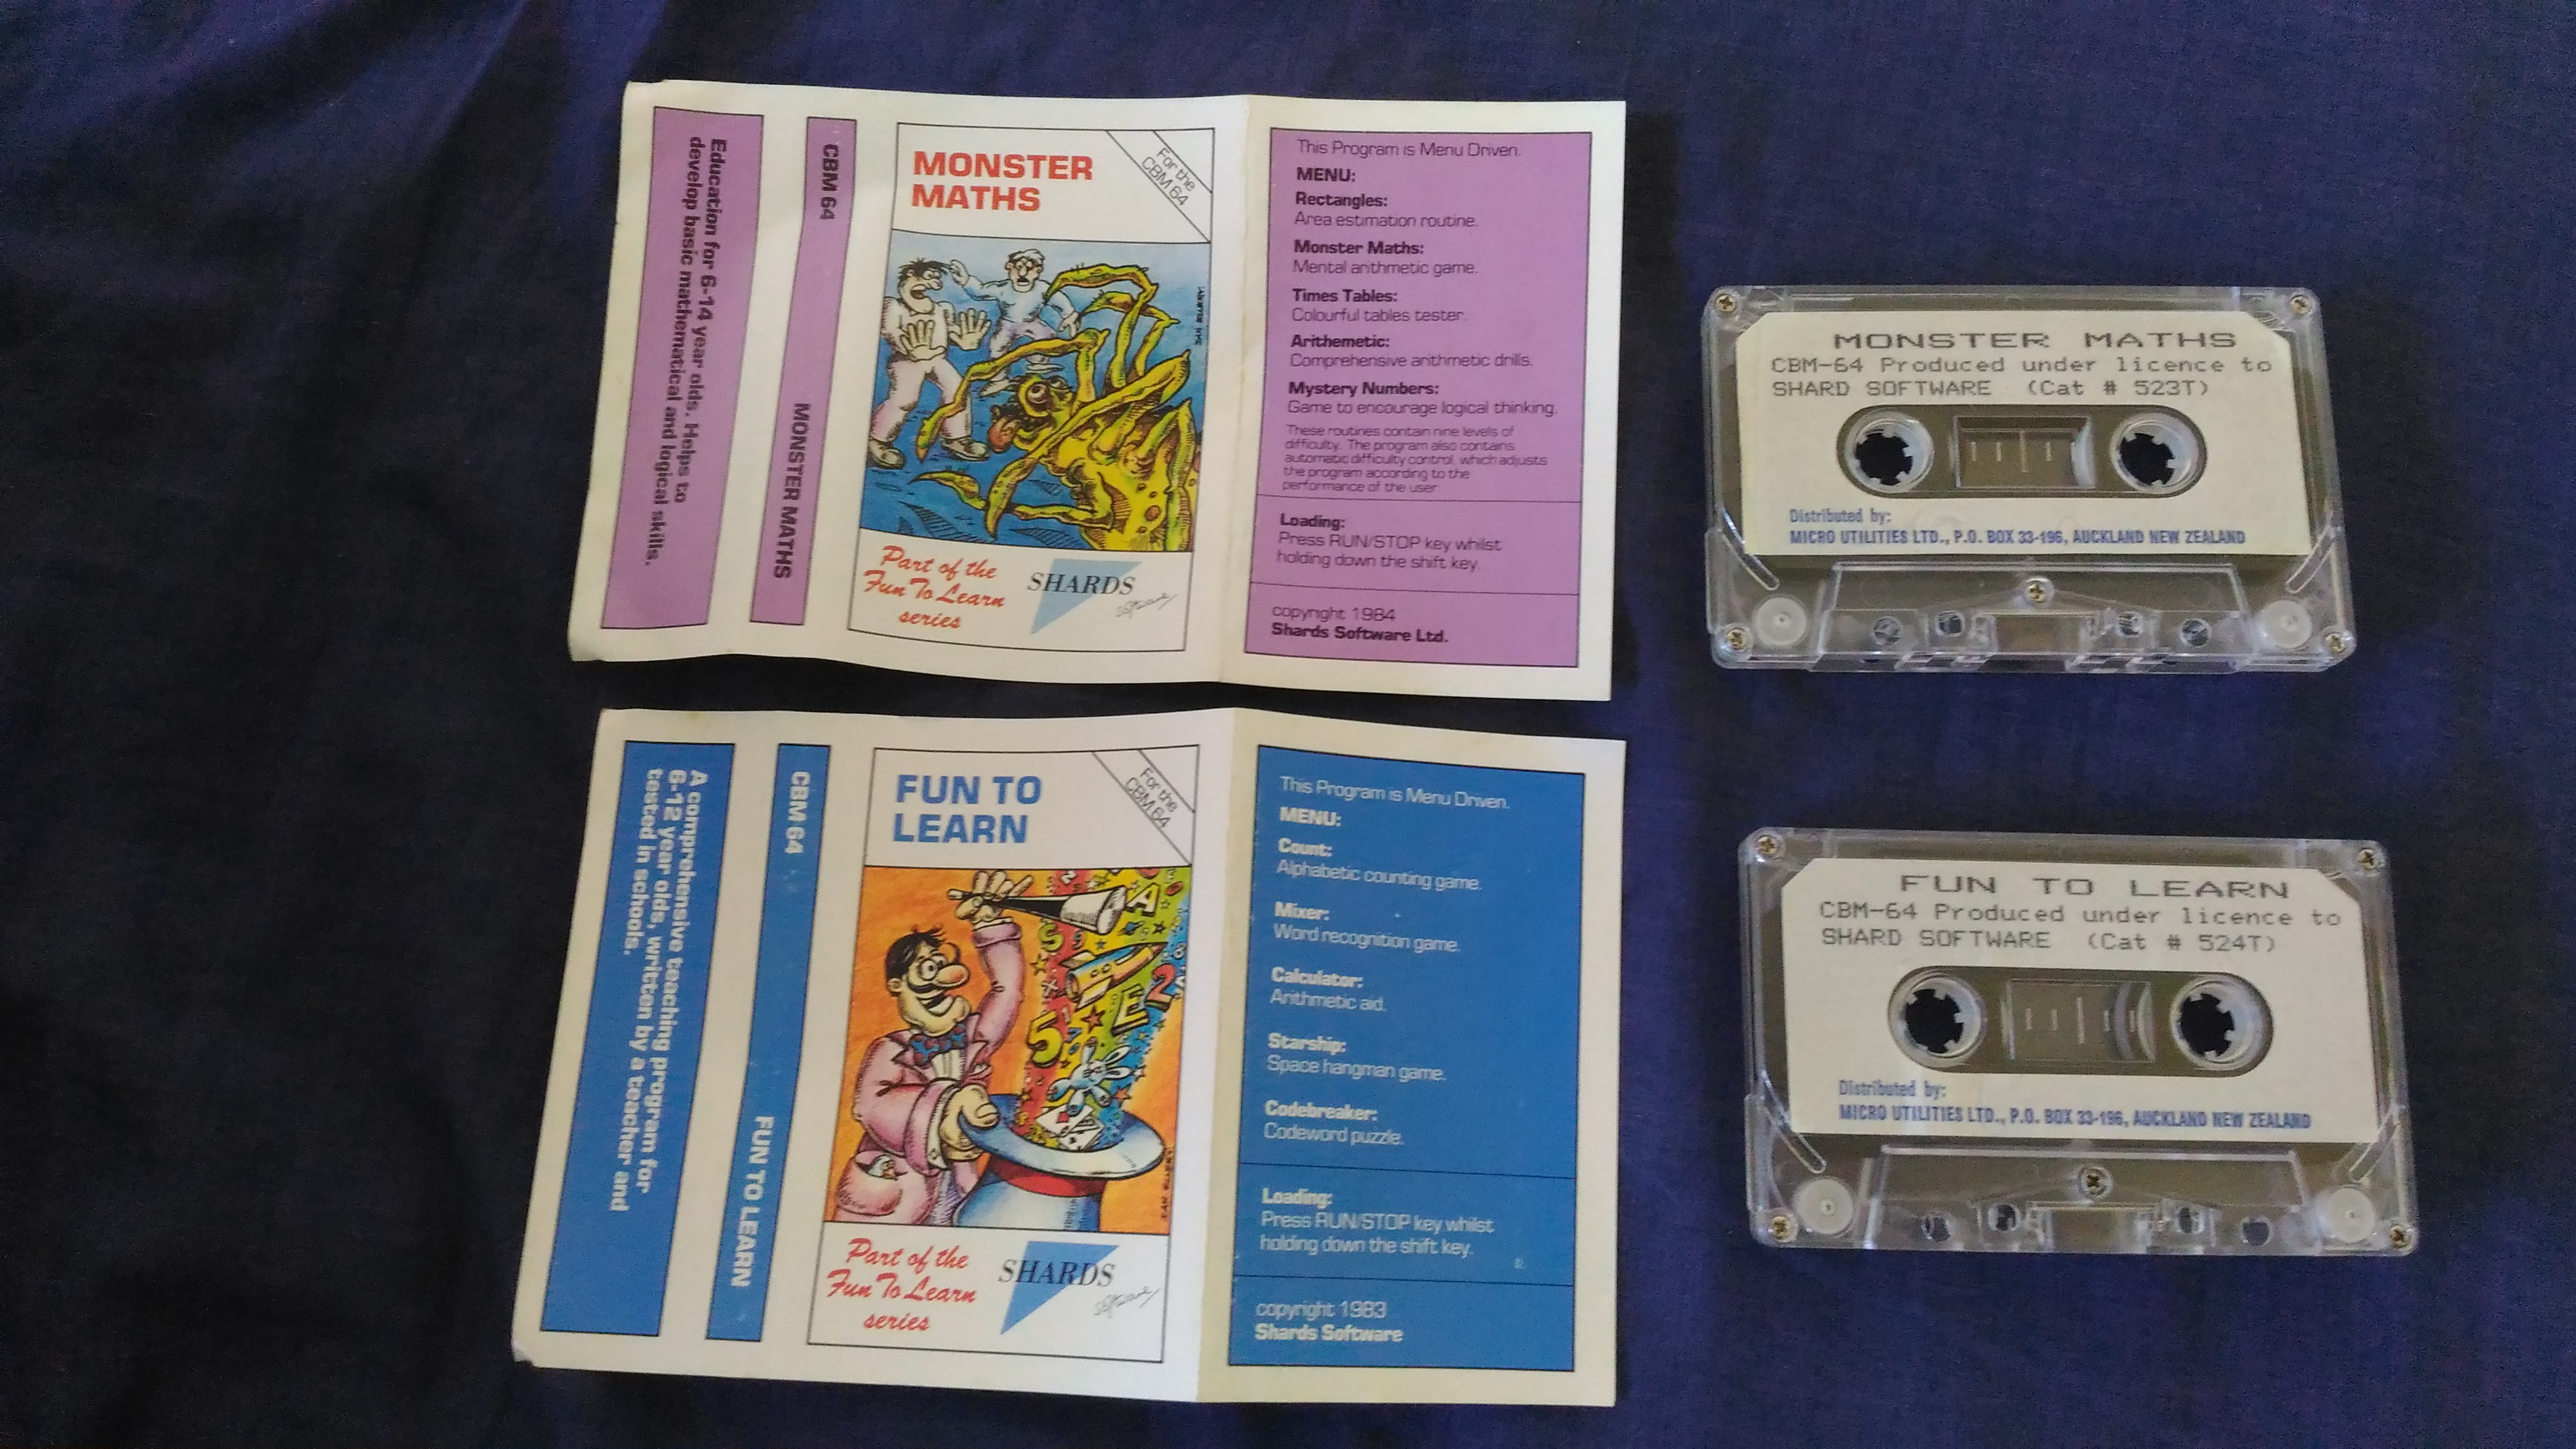 Education for 6-14 year olds. Helps to
develop basic mathematical and logical skills.
CBM 64
MONSTER MATHS
MONSTER
MATHS
For the
CBM 64
Part of the
Fun To Learn
series
SHARDS
software
This Program is Menu Driven.
MENU:
Rectangles:
Area estimation routine.
Monster Maths:
Mental arithmetic game.
Times Tables:
Colourful tables tester.
Arithemetic:
Comprehensive arithmetic drills.
Mystery Numbers:
Game to encourage logical thinking.
These routines contain nine levels of
difficulty. The program also contains
automatic difficulty control, which adjusts
the program according to the
performance of the user
Loading:
Press RUN/STOP key whilst
holding down the shift key.
copyright 1984
Shards Software Ltd.
MONSTER MATHS
CBM-64 Produced under licence to
SHARD SOFTWARE (Cat # 523T)
Distributed by:
MICRO UTILITIES LTD., P.O. BOX 33-196, AUCKLAND NEW ZEALAND
A comprehensive teaching program for
6-12 year olds, written by a teacher and
tested in schools.
CBM 64
FUN TO LEARN
FUN TO
LEARN
For the
CBM 64
A
5
E
2
5
Part of the
Fun To Learn
series
SHARDS
software
This Program is Menu Driven.
MENU:
Count:
Alphabetic counting game.
Mixer:
Word recognition game.
Calculator:
Arithmetic aid.
Starship:
Space hangman game.
Codebreaker:
Codeword puzzle.
Loading:
Press RUN/STOP key whilst
holding down the shift key.
copyright 1983
Shards Software
FUN TO LEARN
CBM-64 Produced under licence to
SHARD SOFTWARE (Cat # 524T)
Distributed by:
MICRO UTILITIES LTD., P.O. BOX 33-196, AUCKLAND NEW ZEALAND